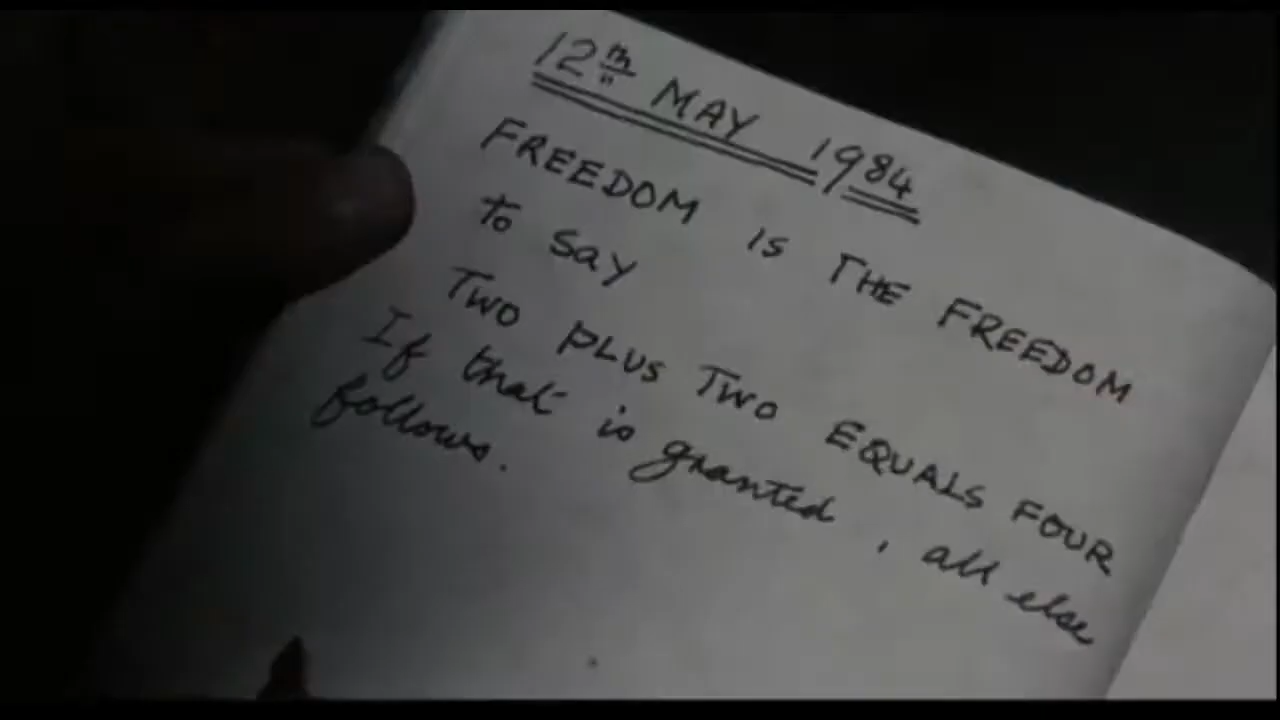 12th MAY 1984
FREEDOM is THE FREEDOM
to say
TWO PLUS TWO EQUALS FOUR
If that is granted, all else
follows.